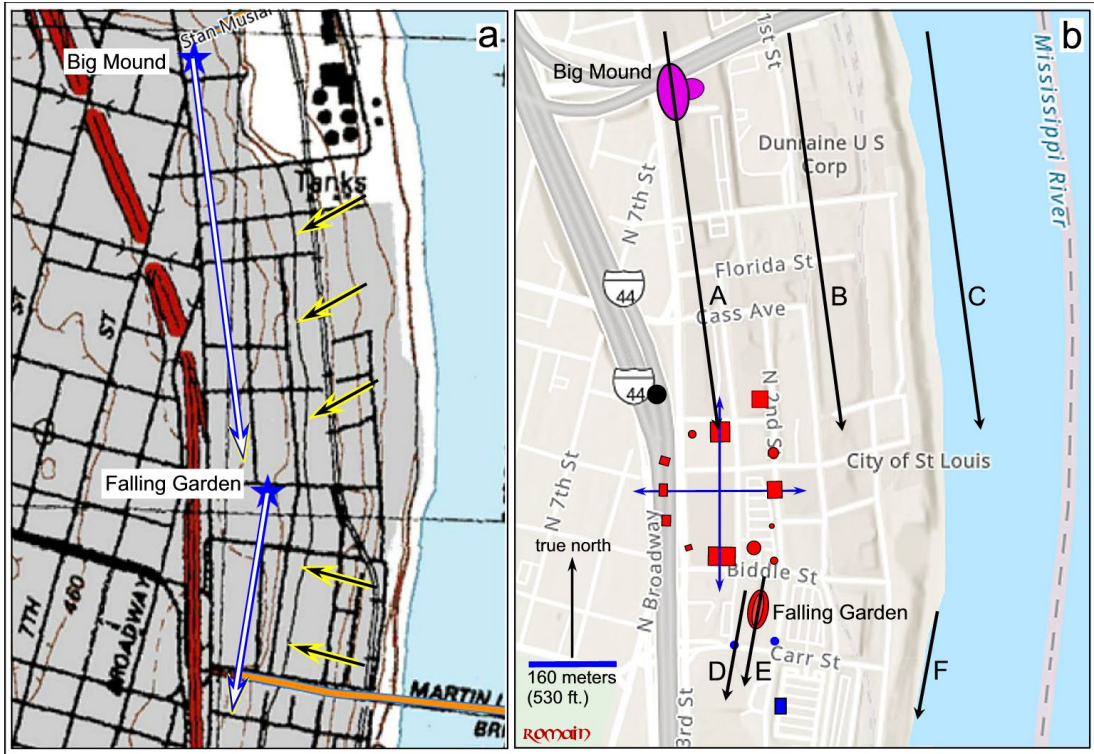 a
Stan Musial
Big Mound
Tanks
ST
ST
Falling Garden
7TH
460
BROADWAY
MARTIN L
BRI
b
1st St
Big Mound
Mississippi River
Dunraine U S
Corp
N 7th St
Florida St
44
Cass Ave
A
B
C
44
N 2nd S
City of St Louis
N 7th St
true north
N Broadway
Biddle St
Falling Garden
Carr St
D
E
F
160 meters
(530 ft.)
3rd St
ROMAIN